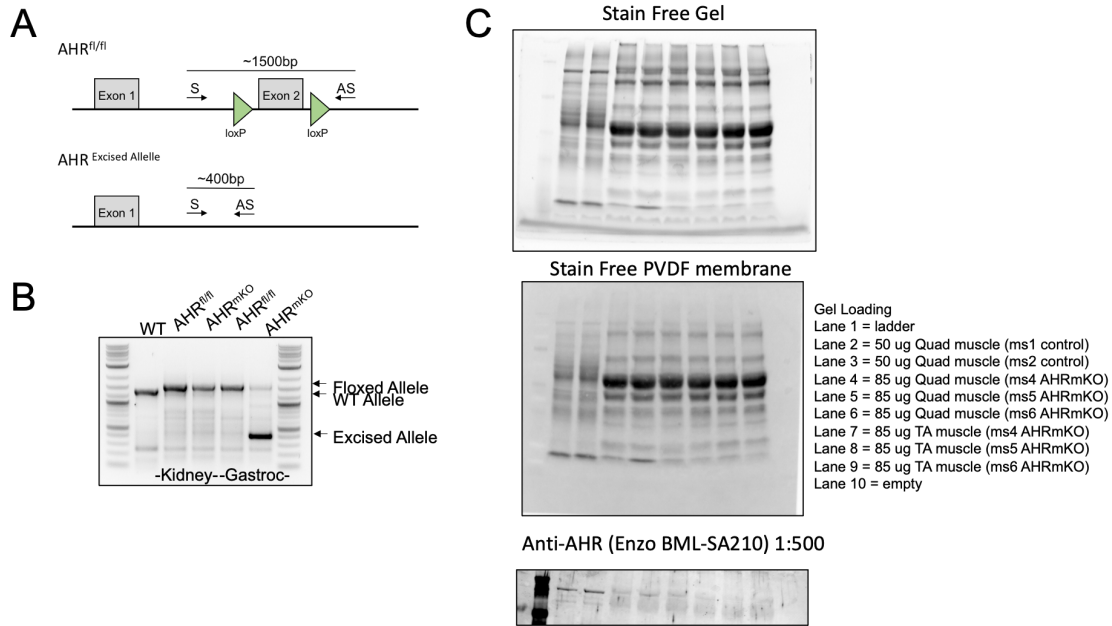 A
AHRfl/fl
~1500bp
S
AS
Exon 1
Exon 2
loxP
loxP
AHR Excised Allelle
~400bp
S
AS
Exon 1
B
WT
AHRfl/fl
AHRmKO
AHRfl/fl
AHRmKO
Floxed Allele
WT Allele
Excised Allele
-Kidney--Gastroc-
C
Stain Free Gel
Stain Free PVDF membrane
Gel Loading
Lane 1 = ladder
Lane 2 = 50 ug Quad muscle (ms1 control)
Lane 3 = 50 ug Quad muscle (ms2 control)
Lane 4 = 85 ug Quad muscle (ms4 AHRmKO)
Lane 5 = 85 ug Quad muscle (ms5 AHRmKO)
Lane 6 = 85 ug Quad muscle (ms6 AHRmKO)
Lane 7 = 85 ug TA muscle (ms4 AHRmKO)
Lane 8 = 85 ug TA muscle (ms5 AHRmKO)
Lane 9 = 85 ug TA muscle (ms6 AHRmKO)
Lane 10 = empty
Anti-AHR (Enzo BML-SA210) 1:500